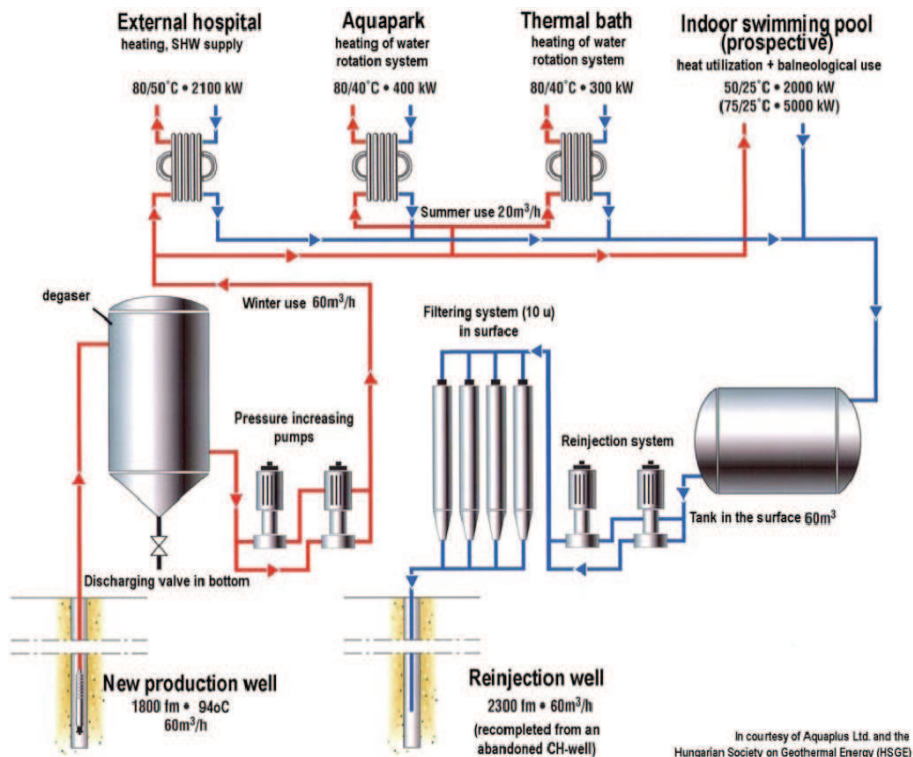 External hospital
heating, SHW supply
80/50°C • 2100 kW
Aquapark
heating of water
rotation system
80/40°C • 400 kW
Thermal bath
heating of water
rotation system
80/40°C • 300 kW
Indoor swimming pool
(prospective)
heat utilization + balneological use
50/25°C • 2000 kW
(75/25°C • 5000 kW)
Summer use 20m³/h
degaser
Winter use 60m³/h
Filtering system (10 u)
in surface
Pressure increasing
pumps
Reinjection system
Tank in the surface 60m³
Discharging valve in bottom
New production well
1800 fm • 94oC
60m³/h
Reinjection well
2300 fm • 60m³/h
(recompleted from an
abandoned CH-well)
In courtesy of Aquaplus Ltd. and the
Hungarian Society on Geothermal Energy (HSGE)